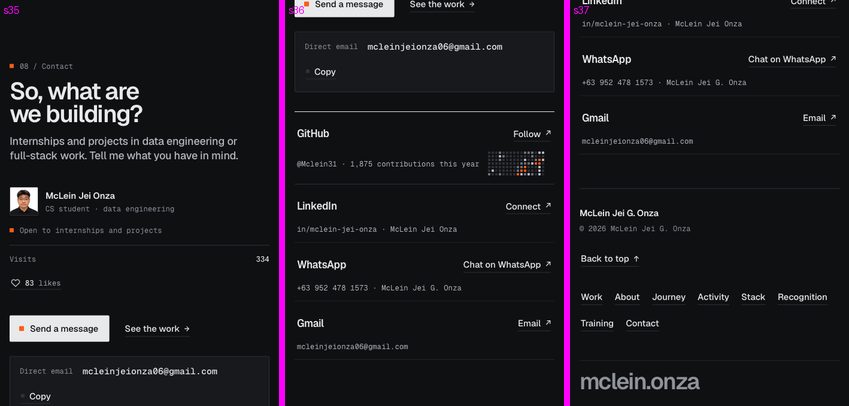 s35
08 / Contact
So, what are
we building?
Internships and projects in data engineering or
full-stack work. Tell me what you have in mind.
McLein Jei Onza
CS student · data engineering
Open to internships and projects
Visits 334
83 likes
Send a message See the work →
Direct email mcleinjeionza06@gmail.com
Copy
s36
Send a message See the work →
Direct email mcleinjeionza06@gmail.com
Copy
GitHub Follow ↗
@Mclein31 · 1,875 contributions this year
LinkedIn Connect ↗
in/mclein-jei-onza · McLein Jei Onza
WhatsApp Chat on WhatsApp ↗
+63 952 478 1573 · McLein Jei G. Onza
Gmail Email ↗
mcleinjeionza06@gmail.com
s37
LinkedIn Connect ↗
in/mclein-jei-onza · McLein Jei Onza
WhatsApp Chat on WhatsApp ↗
+63 952 478 1573 · McLein Jei G. Onza
Gmail Email ↗
mcleinjeionza06@gmail.com
McLein Jei G. Onza
© 2026 McLein Jei G. Onza
Back to top ↑
Work About Journey Activity Stack Recognition
Training Contact
mclein.onza